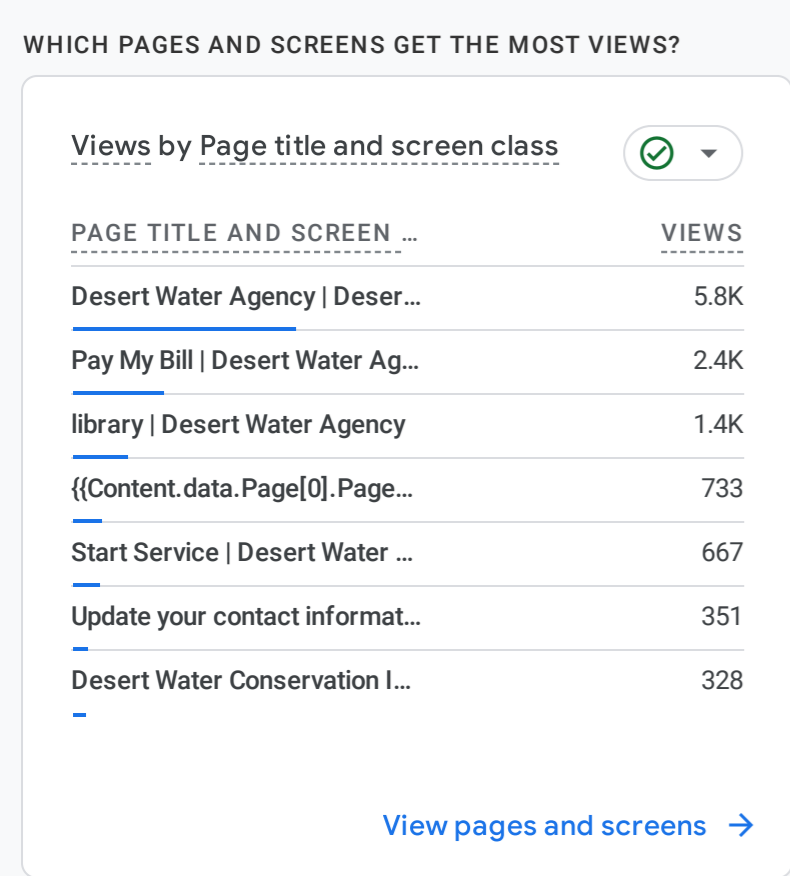 WHICH PAGES AND SCREENS GET THE MOST VIEWS?
Views by Page title and screen class
PAGE TITLE AND SCREEN … VIEWS
Desert Water Agency | Deser… 5.8K
Pay My Bill | Desert Water Ag… 2.4K
library | Desert Water Agency 1.4K
{{Content.data.Page[0].Page… 733
Start Service | Desert Water … 667
Update your contact informat… 351
Desert Water Conservation I… 328
View pages and screens →